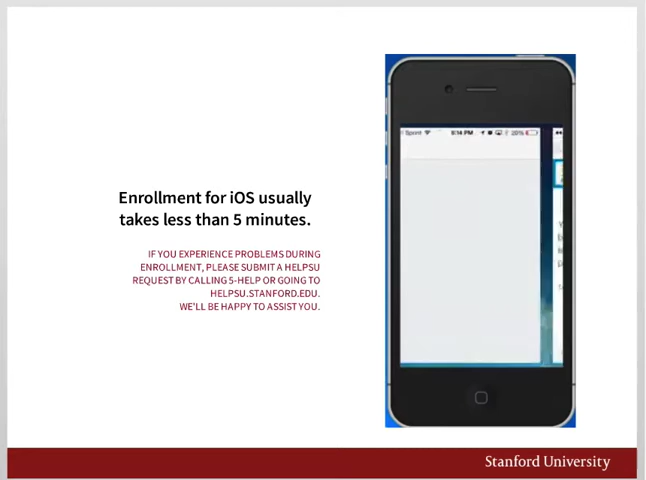 Enrollment for iOS usually
takes less than 5 minutes.
IF YOU EXPERIENCE PROBLEMS DURING
ENROLLMENT, PLEASE SUBMIT A HELPSU
REQUEST BY CALLING 5-HELP OR GOING TO
HELPSU.STANFORD.EDU.
WE'LL BE HAPPY TO ASSIST YOU.
Sprint 8:14 PM 20%
Stanford University